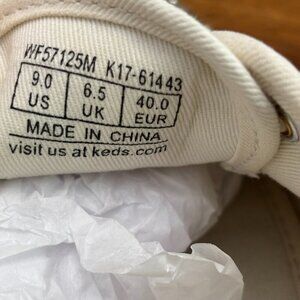 WF57125M K17-61443
9.0 6.5 40.0
US UK EUR
MADE IN CHINA
visit us at keds.com